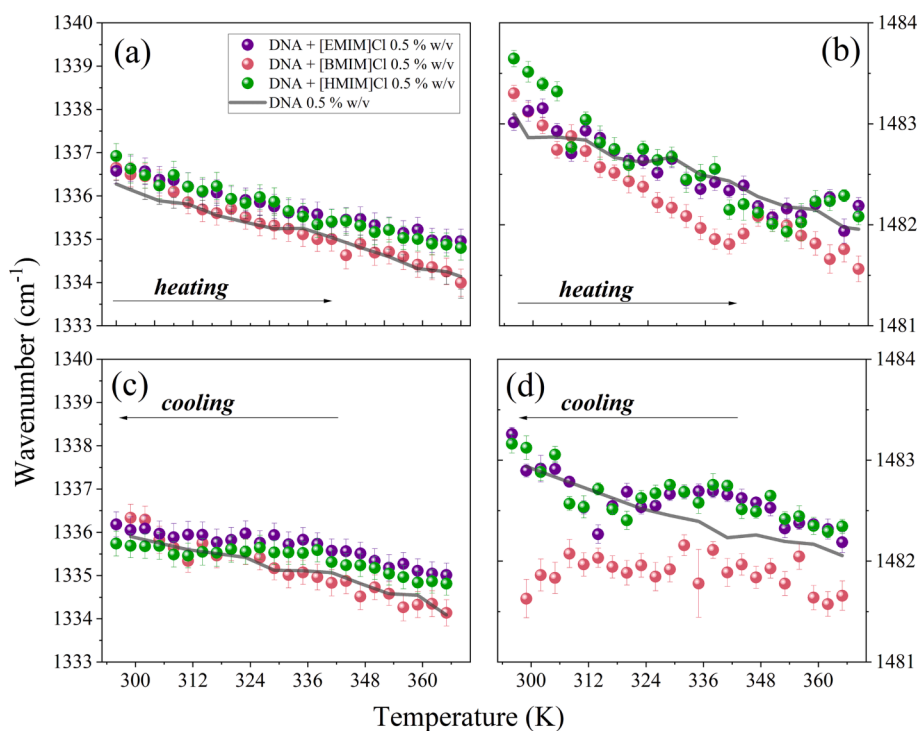 1340
1339
1338
1337
1336
1335
1334
1333
(a)
DNA + [EMIM]Cl 0.5 % w/v
DNA + [BMIM]Cl 0.5 % w/v
DNA + [HMIM]Cl 0.5 % w/v
DNA 0.5 % w/v
heating
(b)
heating
1484
1483
1482
1481
Wavenumber (cm⁻¹)
1340
1339
1338
1337
1336
1335
1334
1333
(c)
cooling
(d)
cooling
1484
1483
1482
1481
300 312 324 336 348 360
300 312 324 336 348 360
Temperature (K)